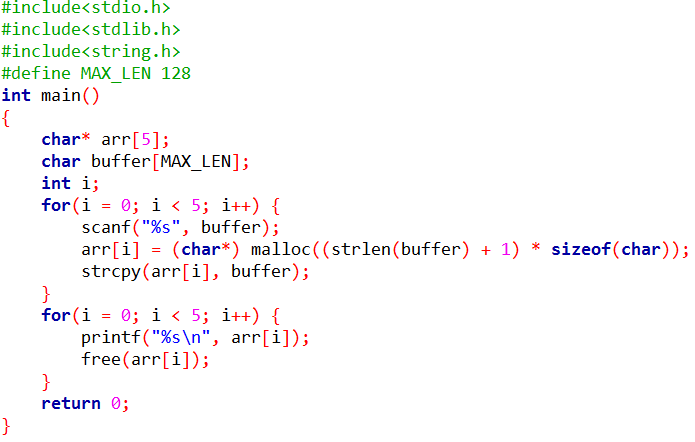 #include<stdio.h>
#include<stdlib.h>
#include<string.h>
#define MAX_LEN 128
int main()
{
    char* arr[5];
    char buffer[MAX_LEN];
    int i;
    for(i = 0; i < 5; i++) {
        scanf("%s", buffer);
        arr[i] = (char*) malloc((strlen(buffer) + 1) * sizeof(char));
        strcpy(arr[i], buffer);
    }
    for(i = 0; i < 5; i++) {
        printf("%s\n", arr[i]);
        free(arr[i]);
    }
    return 0;
}